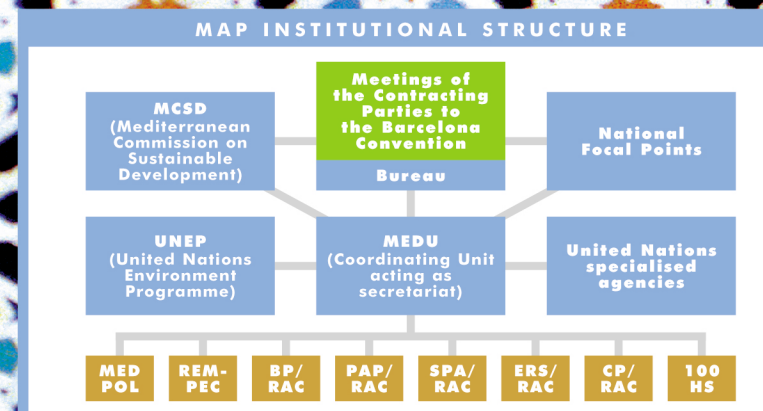 MAP INSTITUTIONAL STRUCTURE
MCSD
(Mediterranean
Commission on
Sustainable
Development)
Meetings of
the Contracting
Parties to
the Barcelona
Convention
Bureau
National
Focal Points
UNEP
(United Nations
Environment
Programme)
MEDU
(Coordinating Unit
acting as
secretariat)
United Nations
specialised
agencies
MED
POL
REM-
PEC
BP/
RAC
PAP/
RAC
SPA/
RAC
ERS/
RAC
CP/
RAC
100
HS